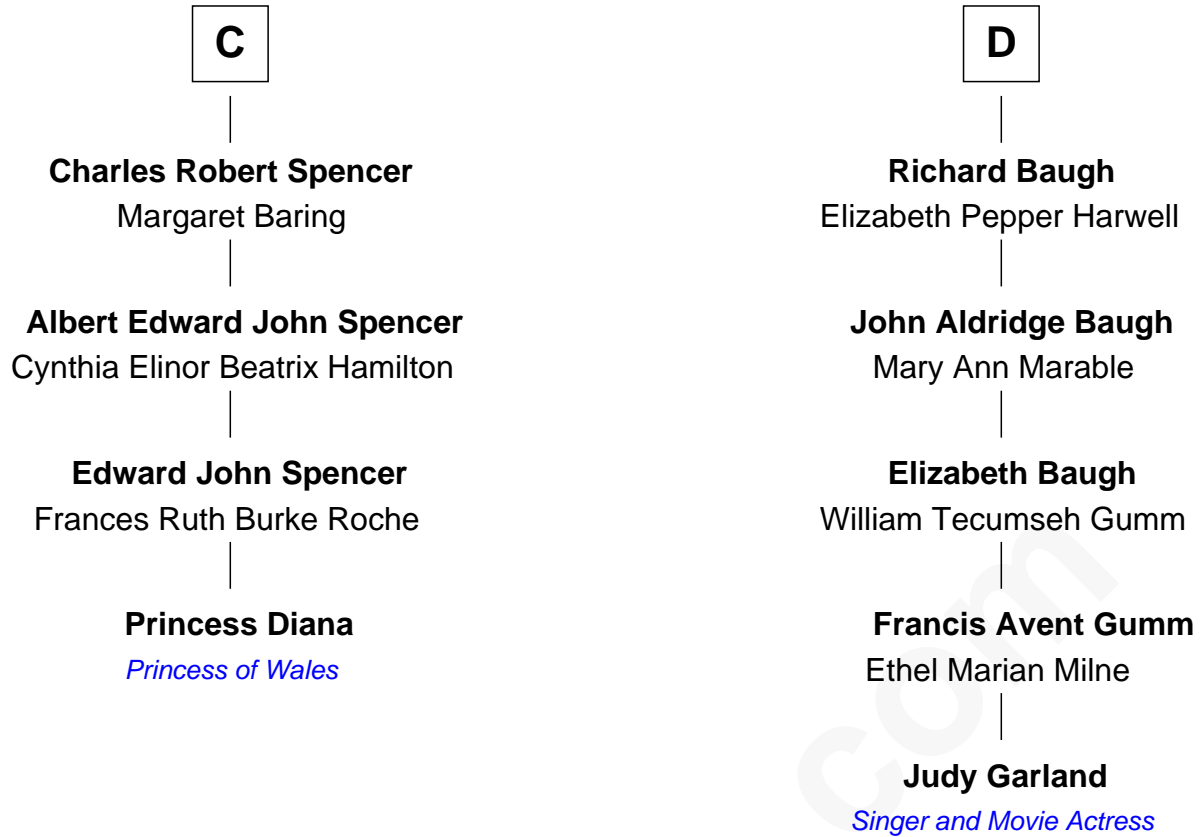 C
Charles Robert Spencer
Margaret Baring
Albert Edward John Spencer
Cynthia Elinor Beatrix Hamilton
Edward John Spencer
Frances Ruth Burke Roche
Princess Diana
Princess of Wales
D
Richard Baugh
Elizabeth Pepper Harwell
John Aldridge Baugh
Mary Ann Marable
Elizabeth Baugh
William Tecumseh Gumm
Francis Avent Gumm
Ethel Marian Milne
Judy Garland
Singer and Movie Actress
com